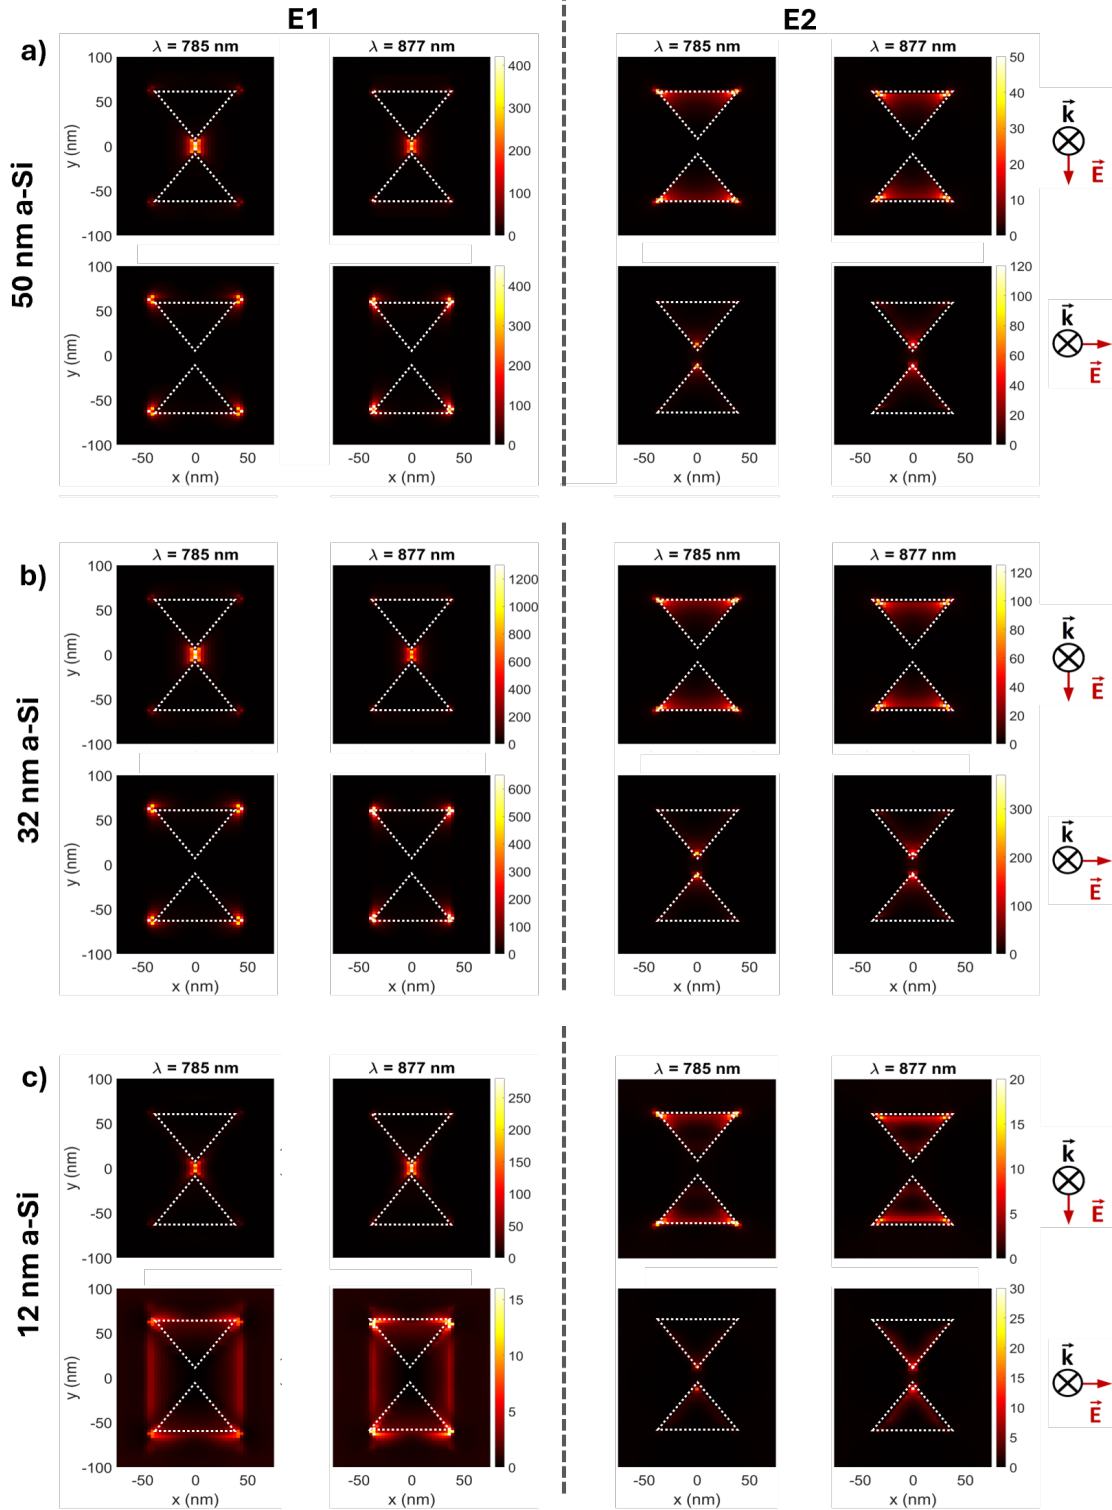 E1 E2
a)
50 nm a-Si
λ = 785 nm λ = 877 nm λ = 785 nm λ = 877 nm
y (nm)
100
50
0
-50
-100
400
300
200
100
0
50
40
30
20
10
0
k
E
y (nm)
100
50
0
-50
-100
-50 0 50 -50 0 50 -50 0 50 -50 0 50
x (nm) x (nm) x (nm) x (nm)
400
300
200
100
0
120
100
80
60
40
20
0
k
E
b)
32 nm a-Si
λ = 785 nm λ = 877 nm λ = 785 nm λ = 877 nm
y (nm)
100
50
0
-50
-100
1200
1000
800
600
400
200
0
120
100
80
60
40
20
0
k
E
y (nm)
100
50
0
-50
-100
-50 0 50 -50 0 50 -50 0 50 -50 0 50
x (nm) x (nm) x (nm) x (nm)
600
500
400
300
200
100
0
300
200
100
0
k
E
c)
12 nm a-Si
λ = 785 nm λ = 877 nm λ = 785 nm λ = 877 nm
y (nm)
100
50
0
-50
-100
250
200
150
100
50
0
20
15
10
5
0
k
E
y (nm)
100
50
0
-50
-100
-50 0 50 -50 0 50 -50 0 50 -50 0 50
x (nm) x (nm) x (nm) x (nm)
15
10
5
0
30
25
20
15
10
5
0
k
E